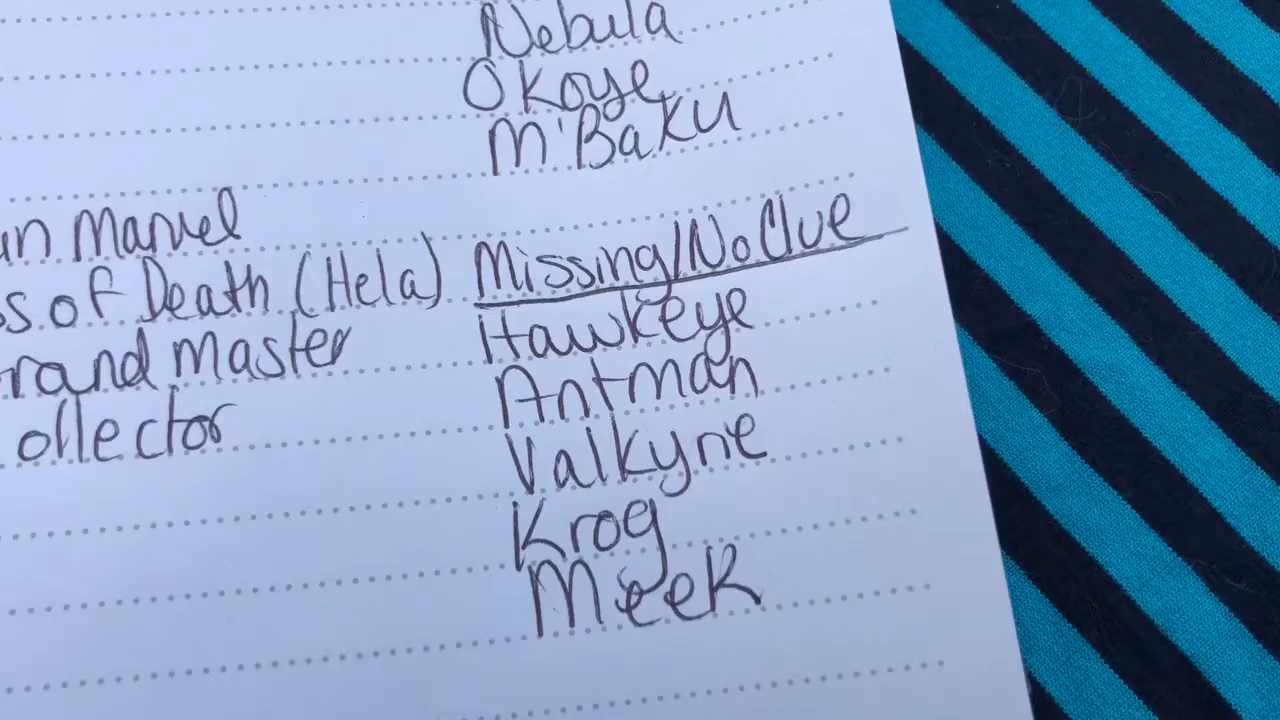 Nebula
Okoye
M'Baku
un Marvel
ss of Death (Hela)
rand master
ollector
Missing/No Clue
Hawkeye
Antman
Valkyrie
Krog
Meek